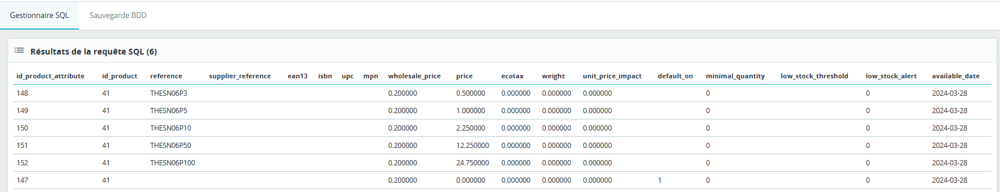 Gestionnaire SQL Sauvegarde BDD
Résultats de la requête SQL (6)
id_product_attribute id_product reference supplier_reference ean13 isbn upc mpn wholesale_price price ecotax weight unit_price_impact default_on minimal_quantity low_stock_threshold low_stock_alert available_date
148 41 THESN06P3 0.200000 0.500000 0.000000 0.000000 0.000000 0 0 2024-03-28
149 41 THESN06P5 0.200000 1.000000 0.000000 0.000000 0.000000 0 0 2024-03-28
150 41 THESN06P10 0.200000 2.250000 0.000000 0.000000 0.000000 0 0 2024-03-28
151 41 THESN06P50 0.200000 12.250000 0.000000 0.000000 0.000000 0 0 2024-03-28
152 41 THESN06P100 0.200000 24.750000 0.000000 0.000000 0.000000 0 0 2024-03-28
147 41 0.200000 0.000000 0.000000 0.000000 0.000000 1 0 0 2024-03-28